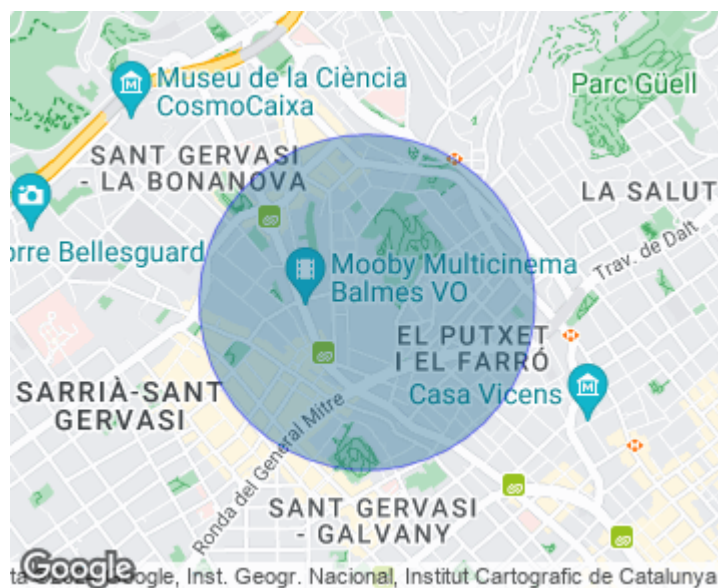 Museu de la Ciència
CosmoCaixa
Parc Güell
SANT GERVASI
- LA BONANOVA
LA SALUT
orre Bellesguard
Trav. de Dalt
Mooby Multicinema
Balmes VO
EL PUTXET
I EL FARRÓ
SARRIÀ-SANT
GERVASI
Casa Vicens
Ronda del General Mitre
SANT GERVASI
- GALVANY
Google
Google, Inst. Geogr. Nacional, Institut Cartografic de Catalunya